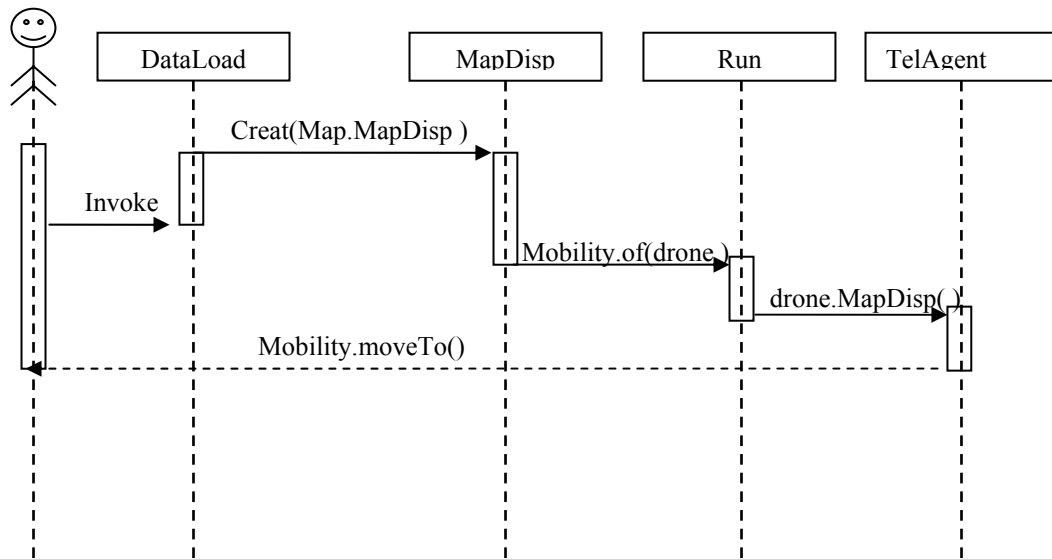 DataLoad
MapDisp
Run
TelAgent
Creat(Map.MapDisp )
Invoke
Mobility.of(drone )
drone.MapDisp( )
Mobility.moveTo()